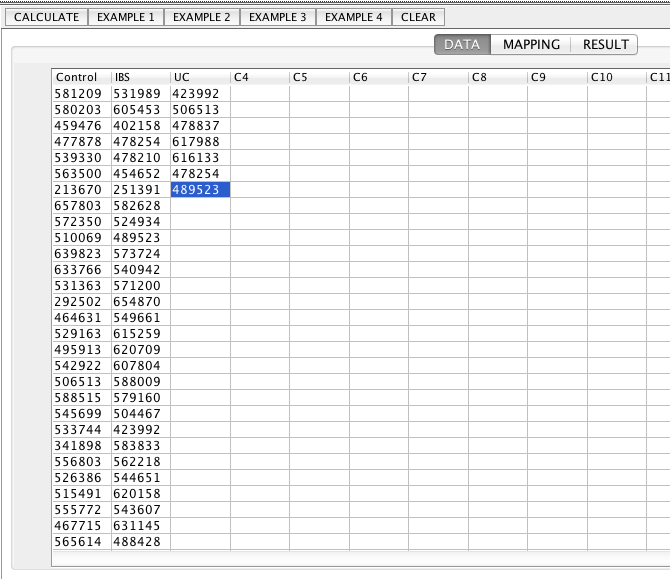 CALCULATE EXAMPLE 1 EXAMPLE 2 EXAMPLE 3 EXAMPLE 4 CLEAR
DATA MAPPING RESULT
Control IBS UC C4 C5 C6 C7 C8 C9 C10 C11
581209 531989 423992
580203 605453 506513
459476 402158 478837
477878 478254 617988
539330 478210 616133
563500 454652 478254
213670 251391 489523
657803 582628
572350 524934
510069 489523
639823 573724
633766 540942
531363 571200
292502 654870
464631 549661
529163 615259
495913 620709
542922 607804
506513 588009
588515 579160
545699 504467
533744 423992
341898 583833
556803 562218
526386 544651
515491 620158
555772 543607
467715 631145
565614 488428